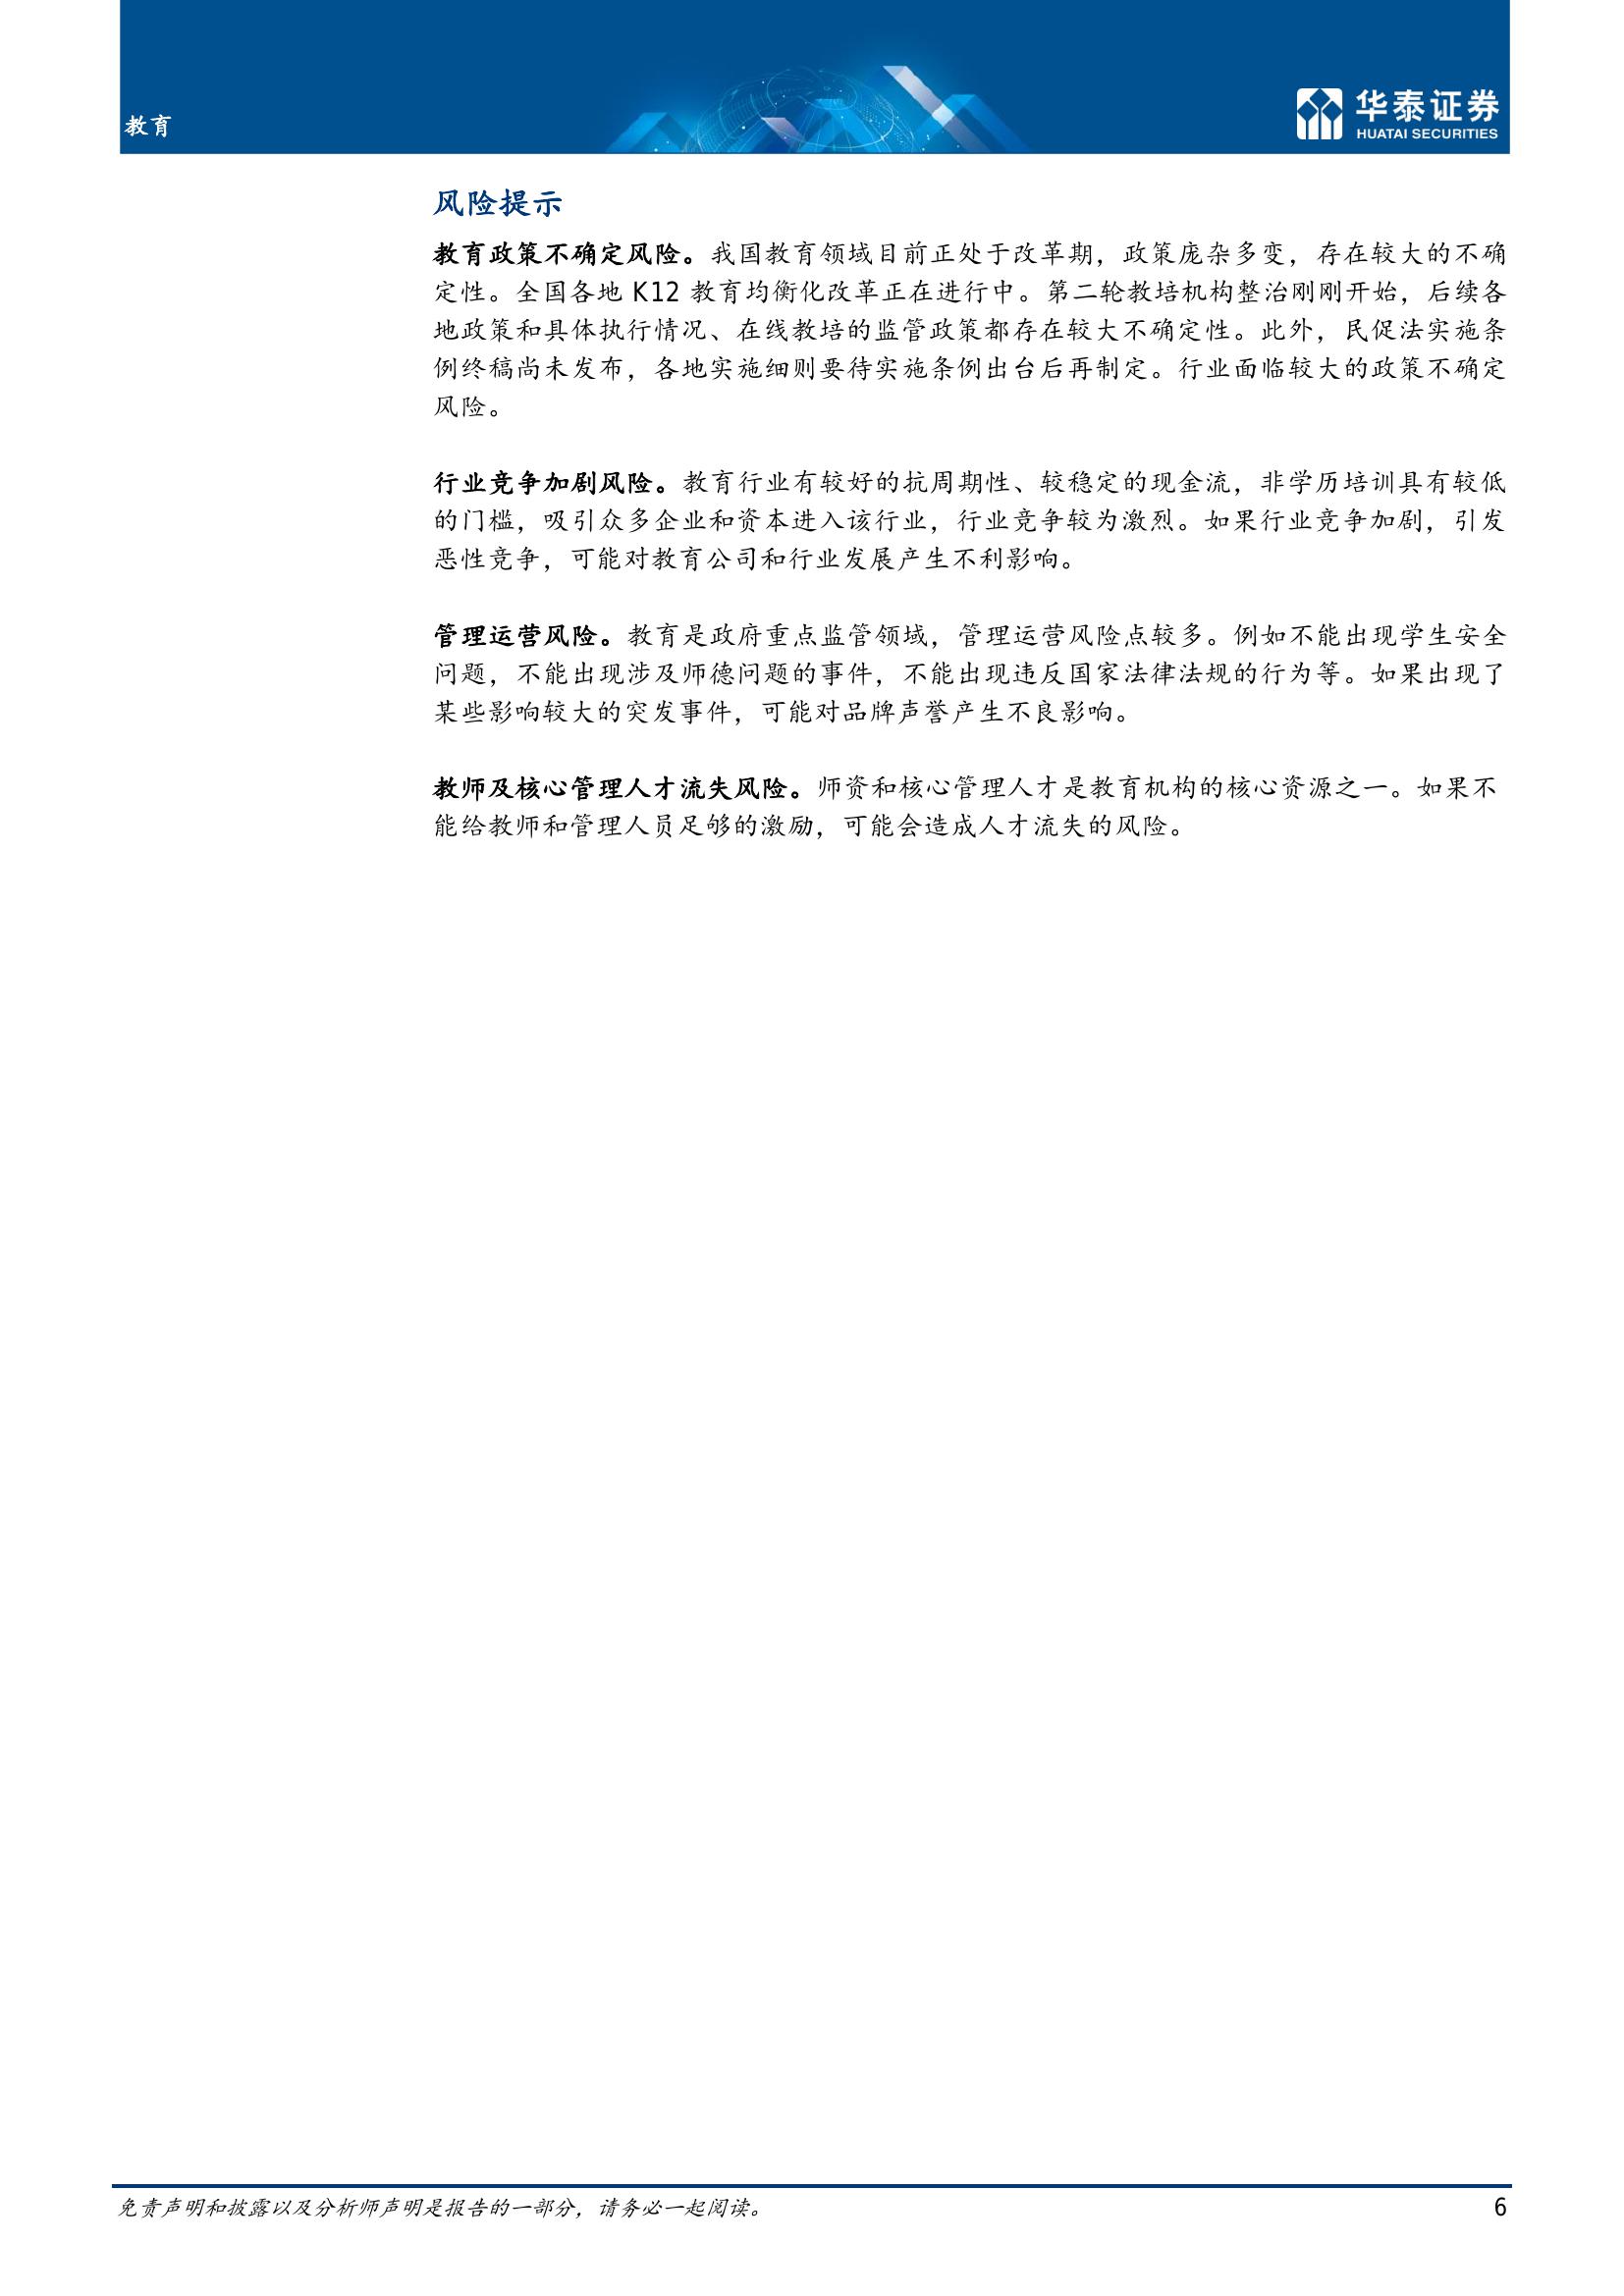 教育
华泰证券
HUATAI SECURITIES
风险提示
教育政策不确定风险。我国教育领域目前正处于改革期，政策庞杂多变，存在较大的不确
定性。全国各地 K12 教育均衡化改革正在进行中。第二轮教培机构整治刚刚开始，后续各
地政策和具体执行情况、在线教培的监管政策都存在较大不确定性。此外，民促法实施条
例终稿尚未发布，各地实施细则要待实施条例出台后再制定。行业面临较大的政策不确定
风险。
行业竞争加剧风险。教育行业有较好的抗周期性、较稳定的现金流，非学历培训具有较低
的门槛，吸引众多企业和资本进入该行业，行业竞争较为激烈。如果行业竞争加剧，引发
恶性竞争，可能对教育公司和行业发展产生不利影响。
管理运营风险。教育是政府重点监管领域，管理运营风险点较多。例如不能出现学生安全
问题，不能出现涉及师德问题的事件，不能出现违反国家法律法规的行为等。如果出现了
某些影响较大的突发事件，可能对品牌声誉产生不良影响。
教师及核心管理人才流失风险。师资和核心管理人才是教育机构的核心资源之一。如果不
能给教师和管理人员足够的激励，可能会造成人才流失的风险。
免责声明和披露以及分析师声明是报告的一部分，请务必一起阅读。
6